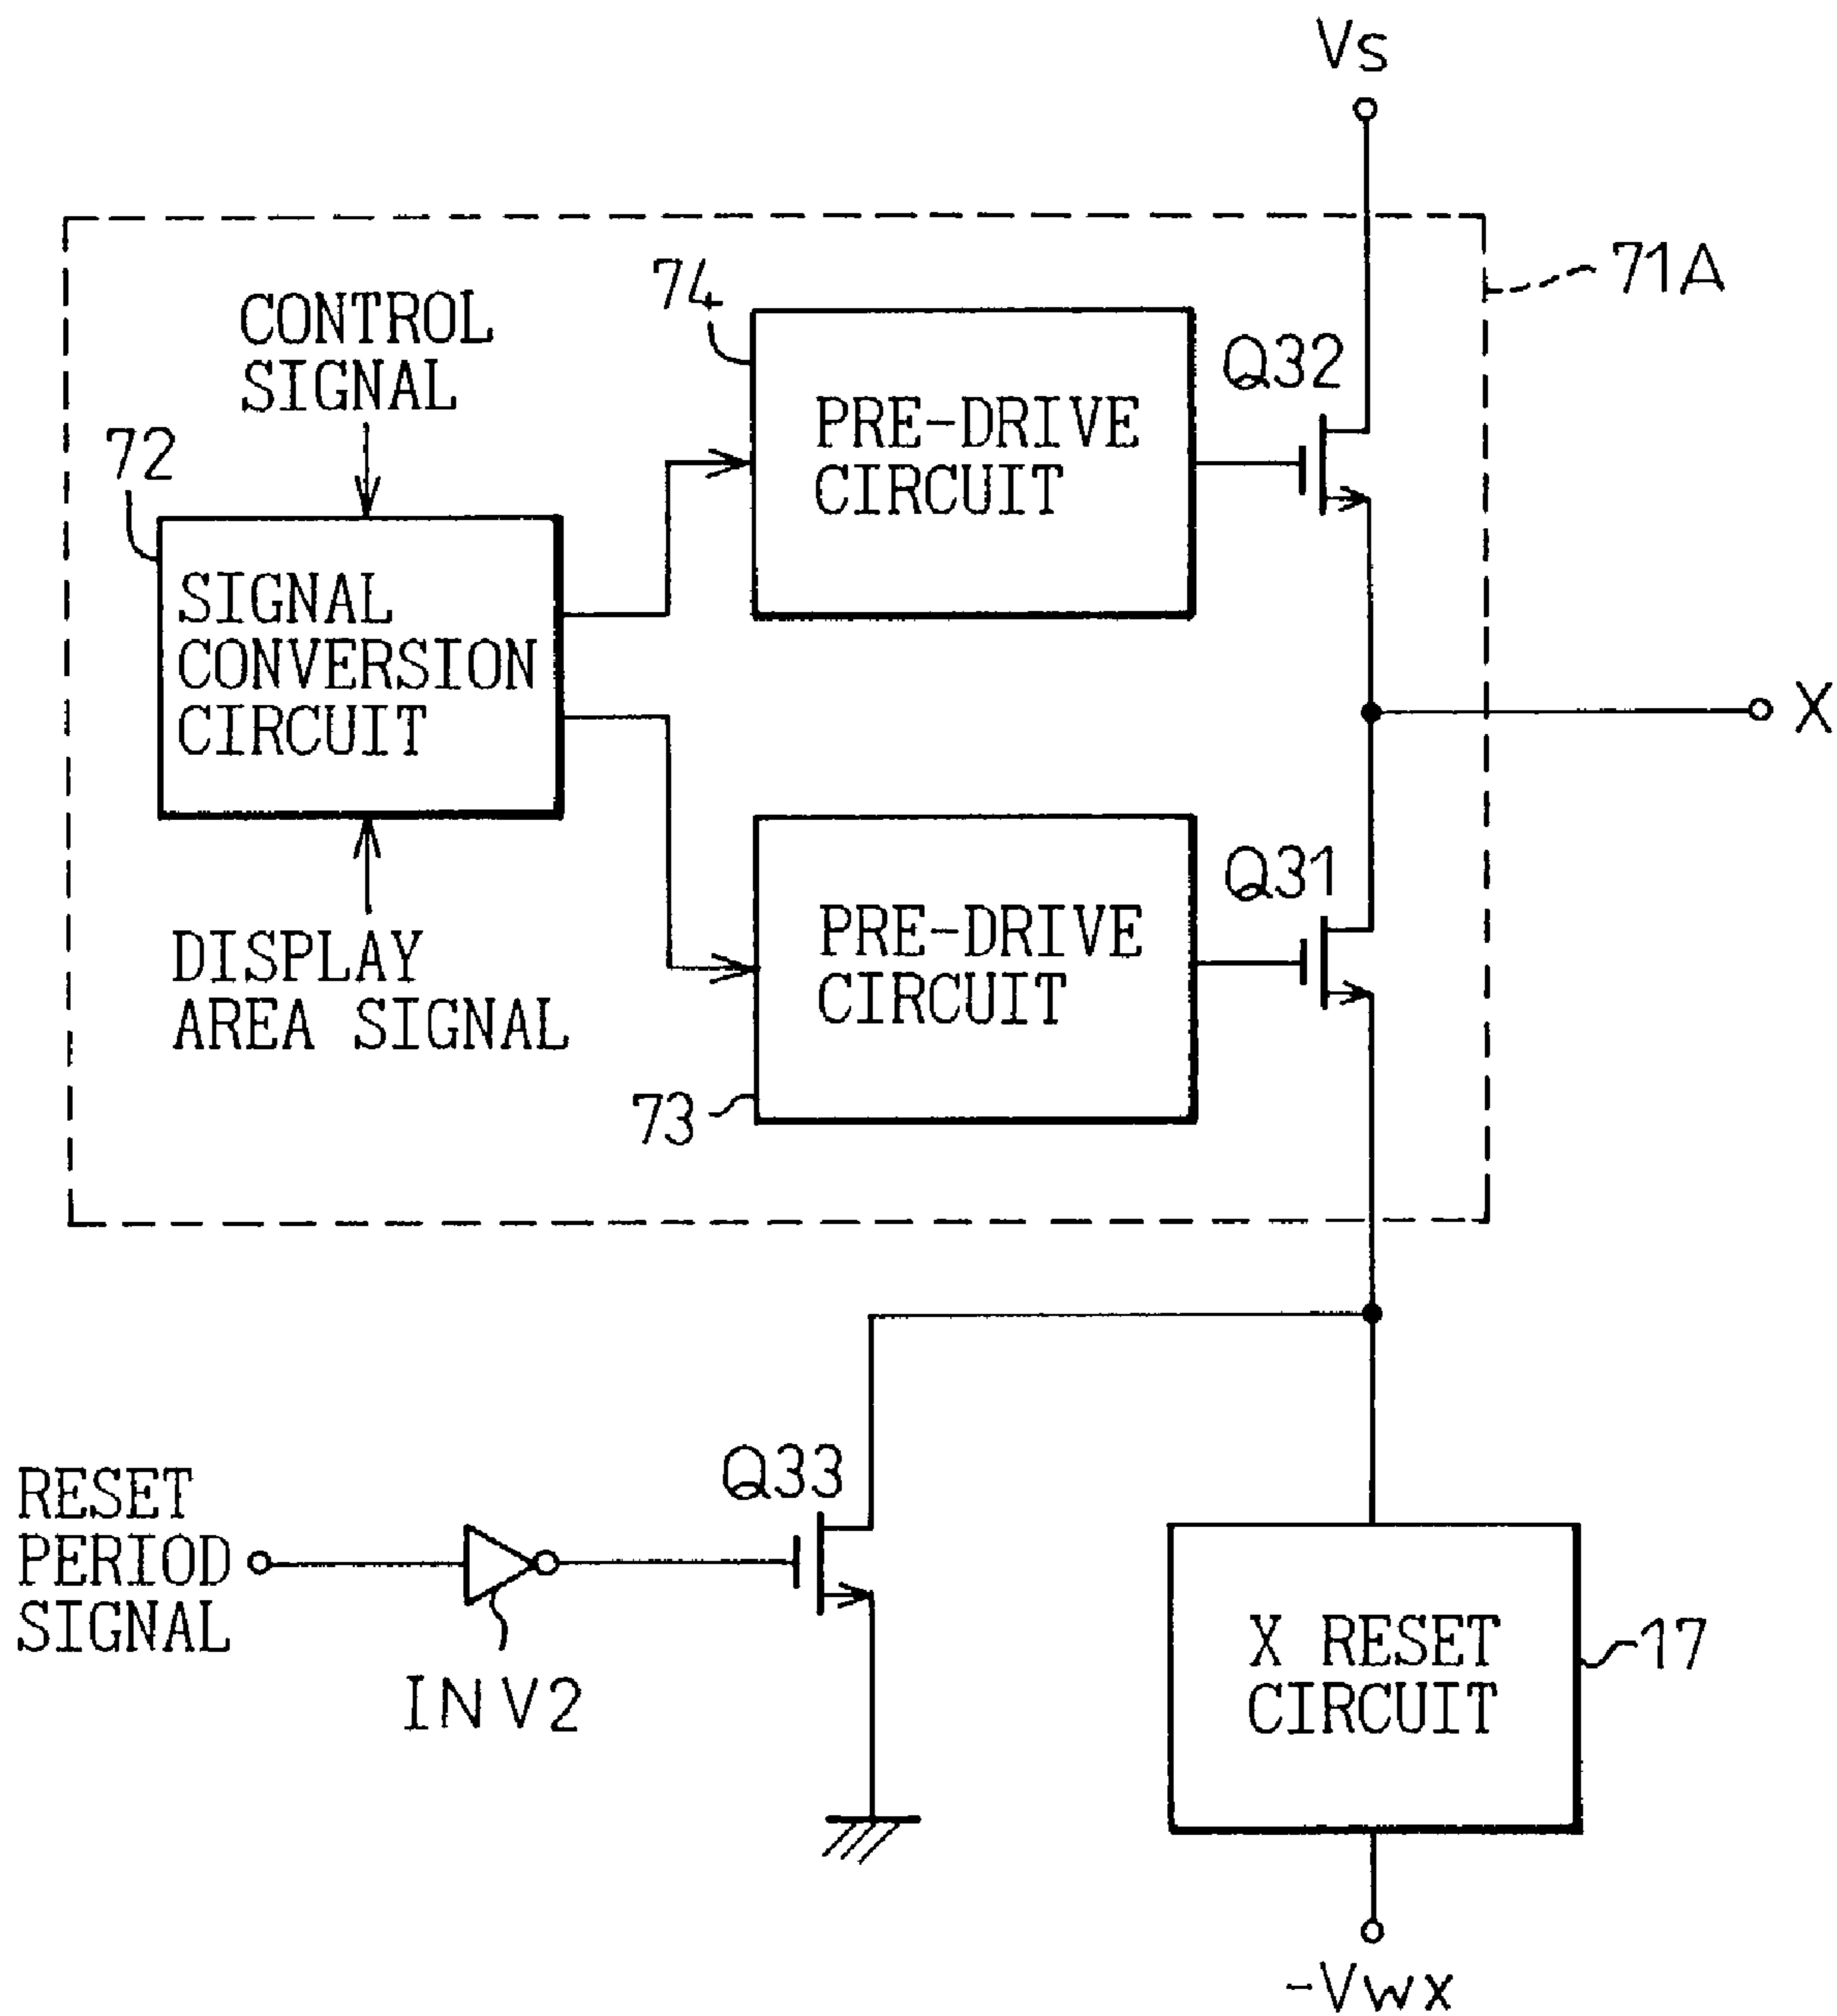 Vs
71A
CONTROL
SIGNAL
74
Q32
PRE-DRIVE
CIRCUIT
72
SIGNAL
CONVERSION
CIRCUIT
X
Q31
PRE-DRIVE
CIRCUIT
DISPLAY
AREA SIGNAL
73
Q33
RESET
PERIOD
SIGNAL
INV2
X RESET
CIRCUIT
17
-Vwx